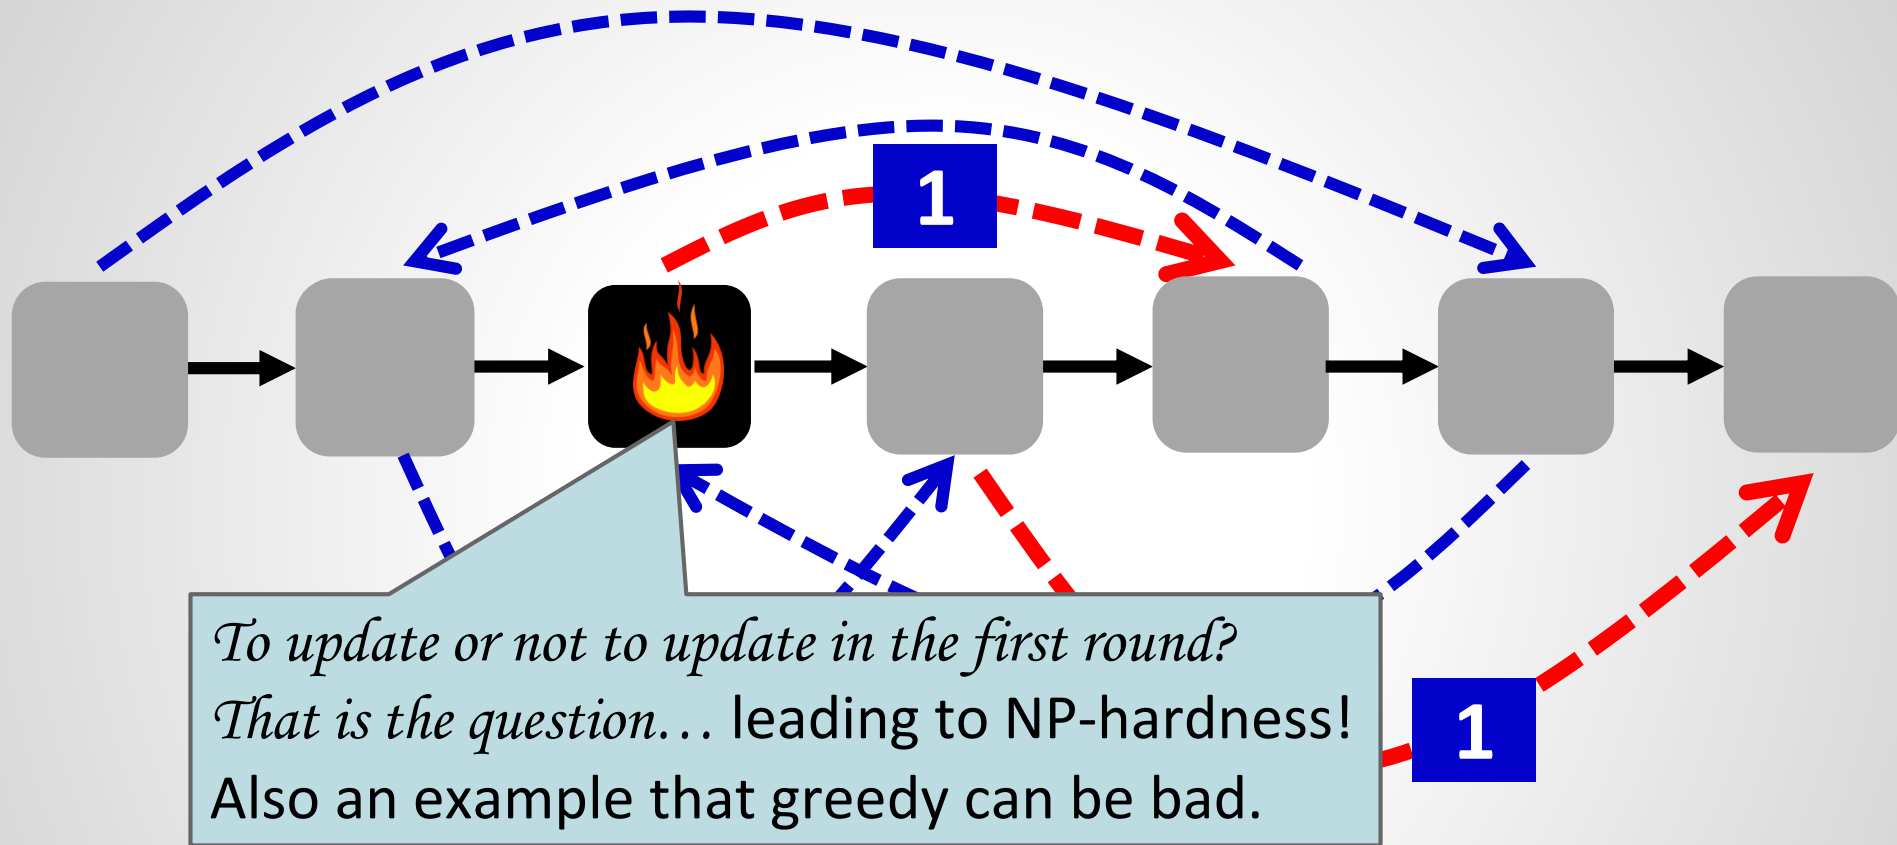 1
To update or not to update in the first round?
That is the question… leading to NP-hardness!
Also an example that greedy can be bad.
1